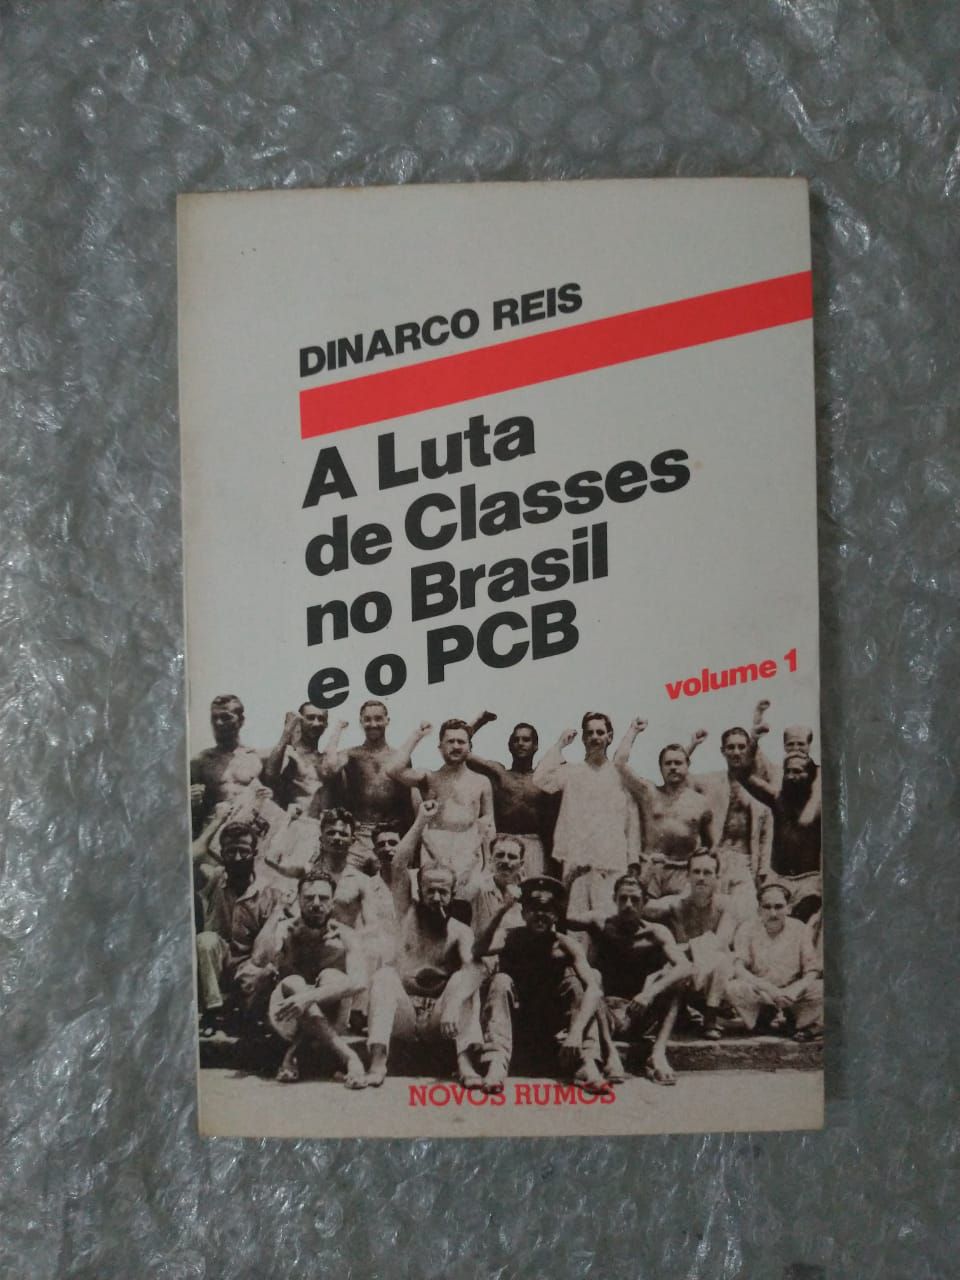 DINARCO REIS
A Luta
de Classes
no Brasil
e o PCB
volume 1
NOVOS RUMOS